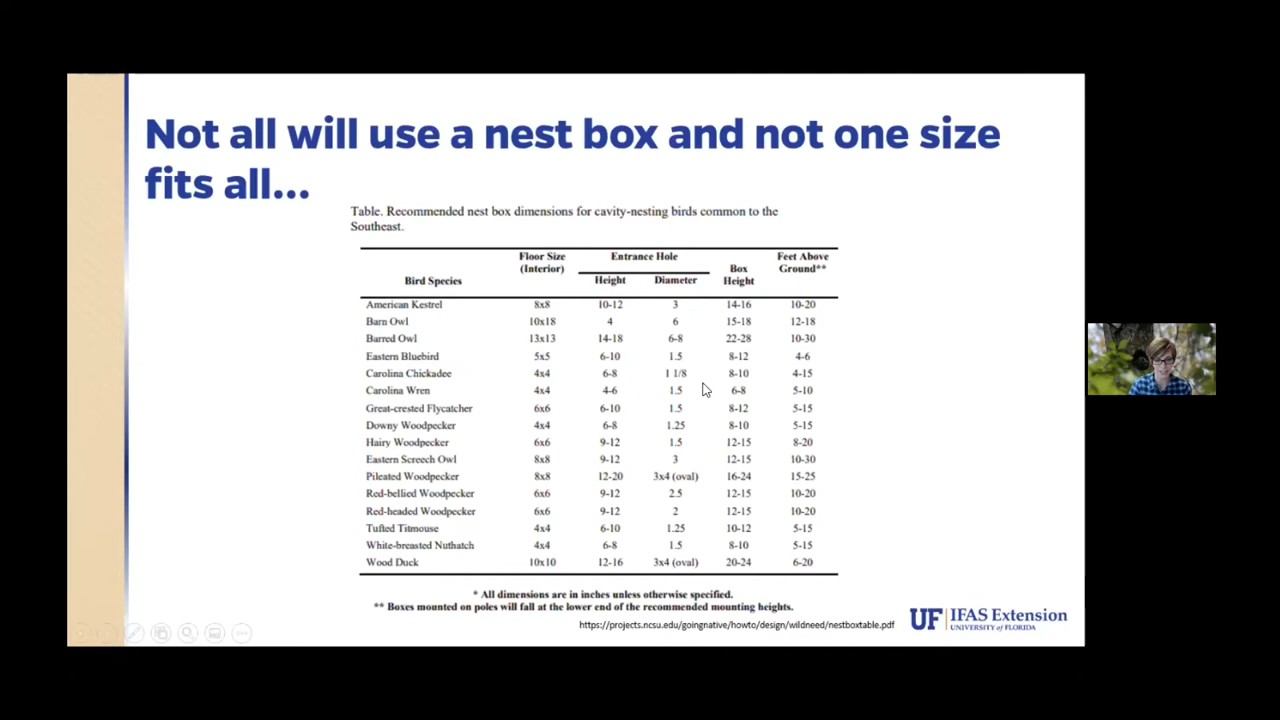 Not all will use a nest box and not one size
fits all...
Table. Recommended nest box dimensions for cavity-nesting birds common to the
Southeast.
Floor Size Entrance Hole Feet Above
(Interior) Box Ground**
Bird Species Height Diameter Height
American Kestrel 8x8 10-12 3 14-16 10-20
Barn Owl 10x18 4 6 15-18 12-18
Barred Owl 13x13 14-18 6-8 22-28 10-30
Eastern Bluebird 5x5 6-10 1.5 8-12 4-6
Carolina Chickadee 4x4 6-8 1 1/8 8-10 4-15
Carolina Wren 4x4 4-6 1.5 6-8 5-10
Great-crested Flycatcher 6x6 6-10 1.5 8-12 5-15
Downy Woodpecker 4x4 6-8 1.25 8-10 5-15
Hairy Woodpecker 6x6 9-12 1.5 12-15 8-20
Eastern Screech Owl 8x8 9-12 3 12-15 10-30
Pileated Woodpecker 8x8 12-20 3x4 (oval) 16-24 15-25
Red-bellied Woodpecker 6x6 9-12 2.5 12-15 10-20
Red-headed Woodpecker 6x6 9-12 2 12-15 10-20
Tufted Titmouse 4x4 6-10 1.25 10-12 5-15
White-breasted Nuthatch 4x4 6-8 1.5 8-10 5-15
Wood Duck 10x10 12-16 3x4 (oval) 20-24 6-20
* All dimensions are in inches unless otherwise specified.
** Boxes mounted on poles will fall at the lower end of the recommended mounting heights.
https://projects.ncsu.edu/goingnative/howto/design/wildneed/nestboxtable.pdf
UF IFAS Extension
UNIVERSITY of FLORIDA